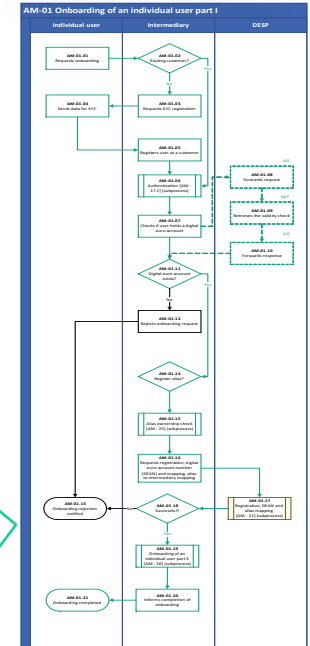 AM-01 Onboarding of an individual user part I
Individual user
Intermediary
DESP
AM-01.01
Requests onboarding
AM-01.02
Existing customer?
Yes
No
AM-01.04
Sends data for KYC
AM-01.03
Requests KYC registration
AM-01.05
Registers user as a customer
AM-01.06
Authentication [AM -
17.1] (subprocess)
AM-01.07
Checks if user holds a digital
euro account
AM-01.08
Forwards request
AM-01.09
Retrieves the validity check
AM-01.10
Forwards response
AM-01.11
Digital euro account
exists?
Yes
No
AM-01.12
Rejects onboarding request
AM-01.14
Register alias?
AM-01.15
Alias ownership check
[AM - 25] (subprocess)
AM-01.16
Requests registration, digital
euro account number
(DEAN) and mapping, alias
to intermediary mapping
AM-01.13
Onboarding rejection
notified
No
AM-01.18
Successful?
AM-01.17
Registration, DEAN and
alias mapping
[AM - 21] (subprocess)
Yes
AM-01.19
Onboarding of an
individual user part II
[AM - 26] (subprocess)
AM-01.21
Onboarding completed
AM-01.20
Informs completion of
onboarding